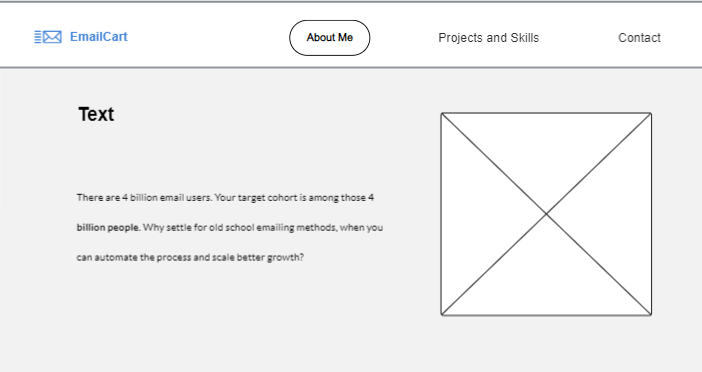 EmailCart
About Me
Projects and Skills
Contact
Text
There are 4 billion email users. Your target cohort is among those 4
billion people. Why settle for old school emailing methods, when you
can automate the process and scale better growth?